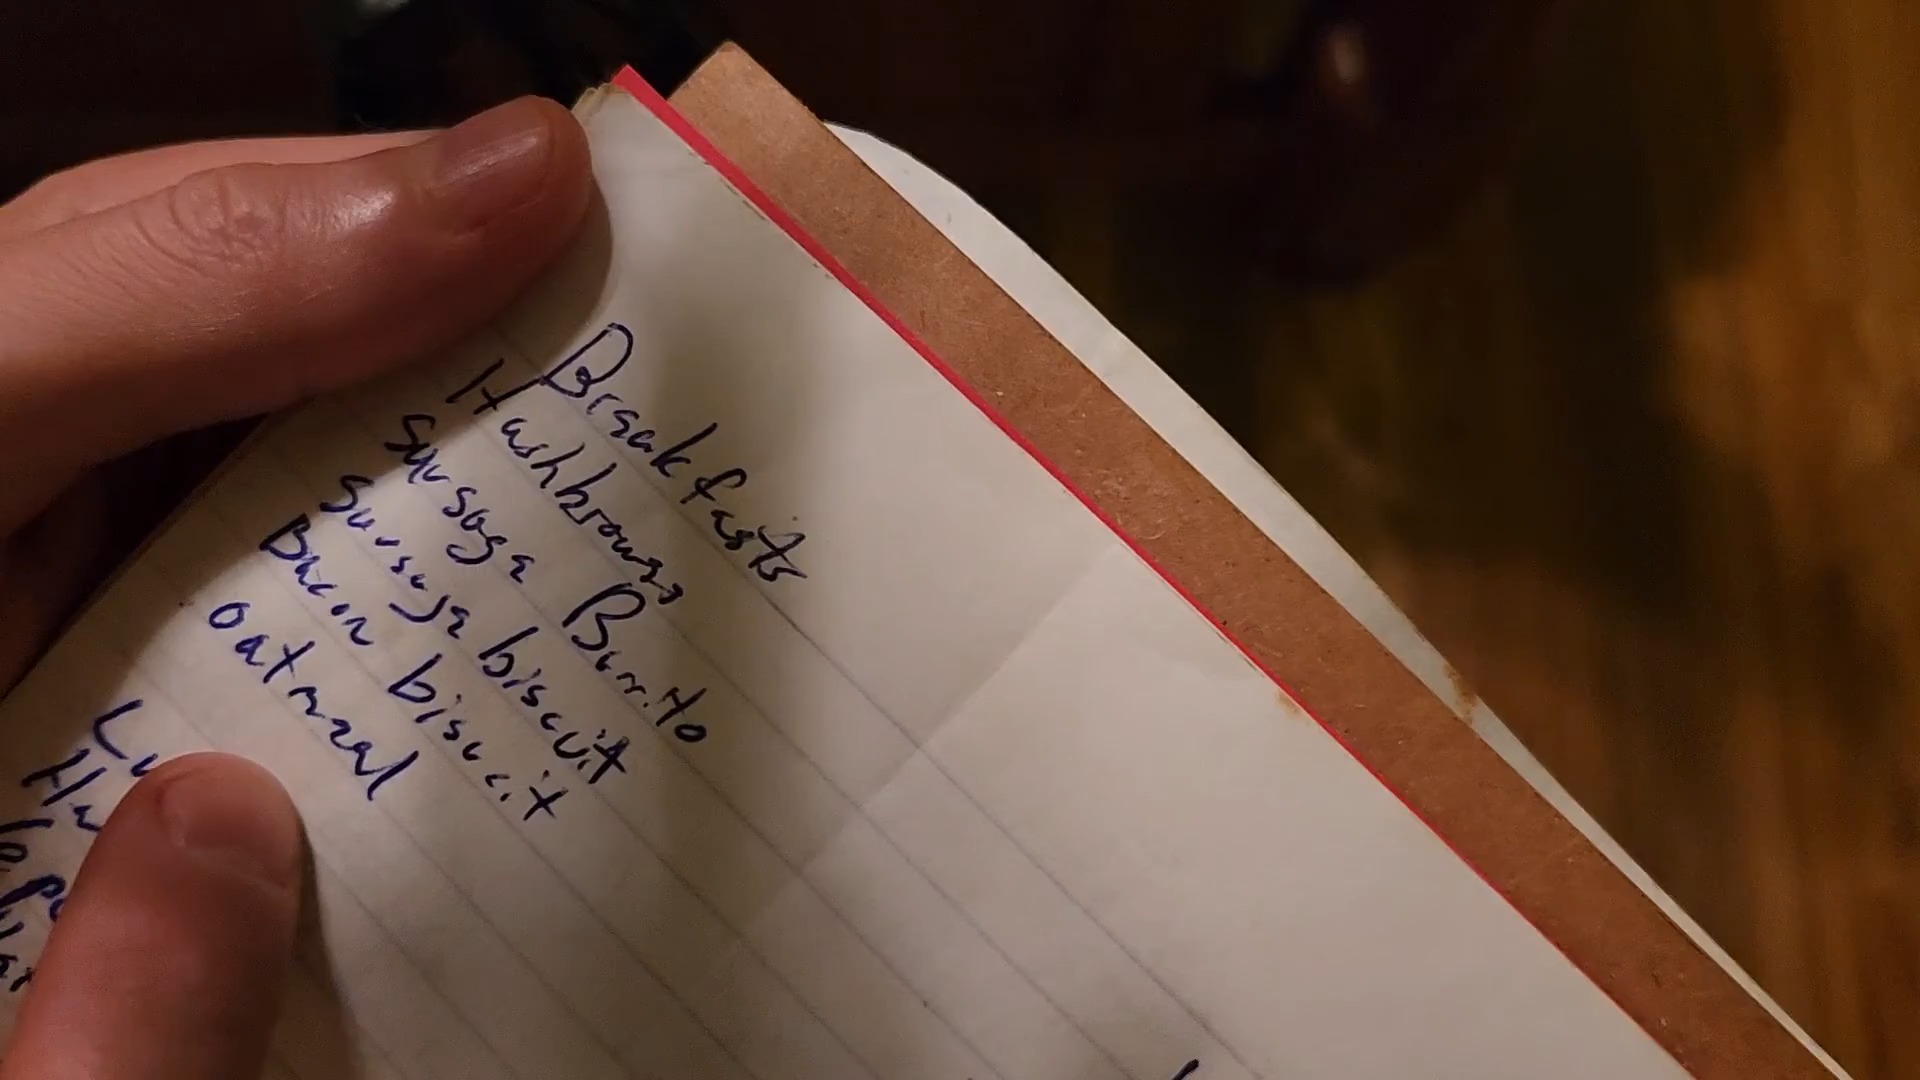 Breakfasts
Hashbrowns
Sausage Burrito
Sausage biscuit
Bacon biscuit
oatmeal